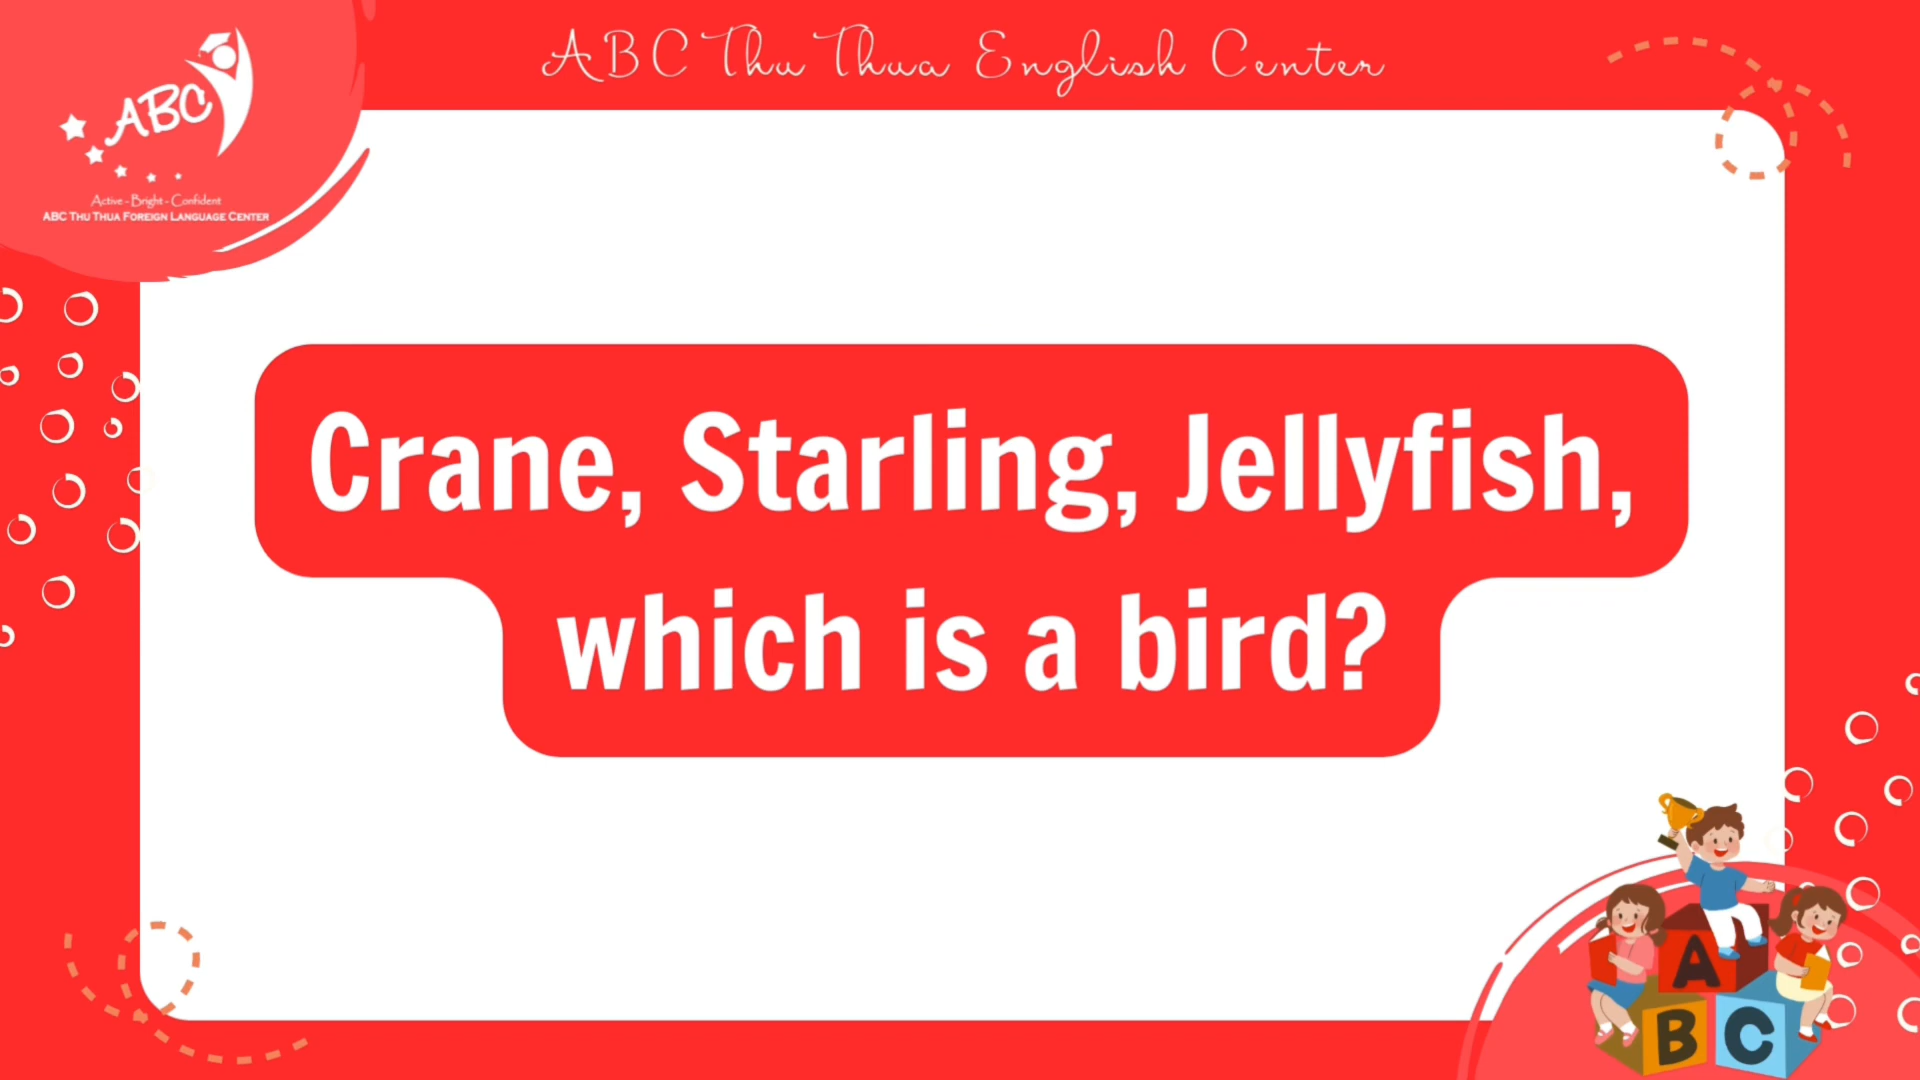 ABC Thu Thua English Center
ABC
Active - Bright - Confident
ABC THU THUA FOREIGN LANGUAGE CENTER
Crane, Starling, Jellyfish,
which is a bird?
A
B C